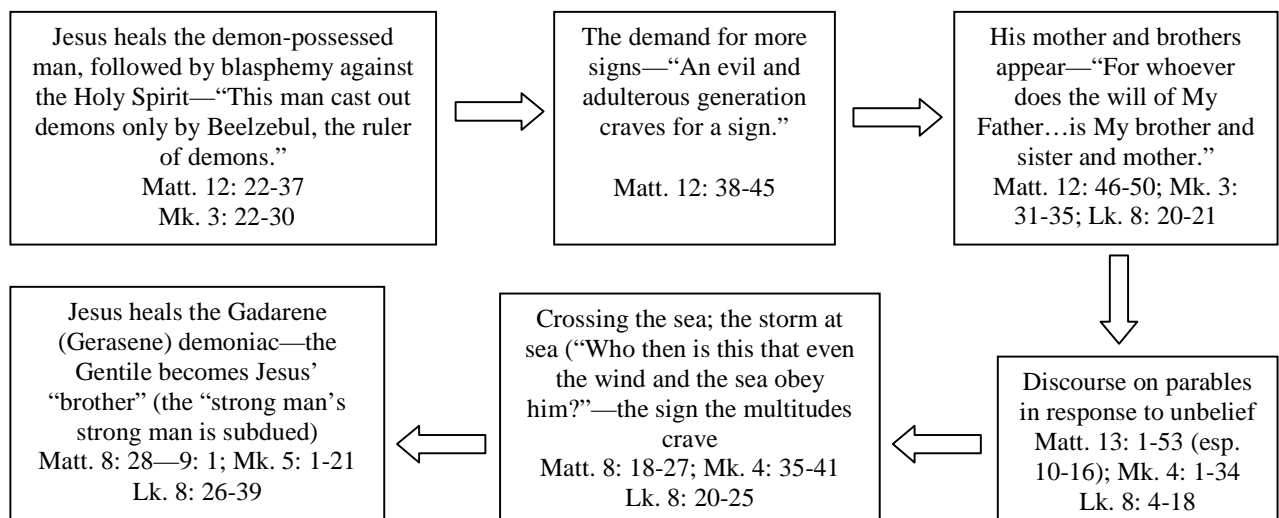 Jesus heals the demon-possessed
man, followed by blasphemy against
the Holy Spirit—“This man cast out
demons only by Beelzebul, the ruler
of demons.”
Matt. 12: 22-37
Mk. 3: 22-30
The demand for more
signs—“An evil and
adulterous generation
craves for a sign.”
Matt. 12: 38-45
His mother and brothers
appear—“For whoever
does the will of My
Father…is My brother and
sister and mother.”
Matt. 12: 46-50; Mk. 3:
31-35; Lk. 8: 20-21
Discourse on parables
in response to unbelief
Matt. 13: 1-53 (esp.
10-16); Mk. 4: 1-34
Lk. 8: 4-18
Crossing the sea; the storm at
sea (“Who then is this that even
the wind and the sea obey
him?”—the sign the multitudes
crave
Matt. 8: 18-27; Mk. 4: 35-41
Lk. 8: 20-25
Jesus heals the Gadarene
(Gerasene) demoniac—the
Gentile becomes Jesus’
“brother” (the “strong man’s
strong man is subdued)
Matt. 8: 28—9: 1; Mk. 5: 1-21
Lk. 8: 26-39